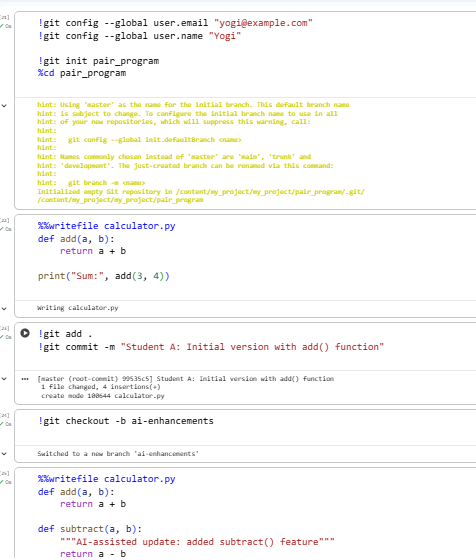 [21]
0s
!git config --global user.email "yogi@example.com"
!git config --global user.name "Yogi"
!git init pair_program
%cd pair_program
hint: Using 'master' as the name for the initial branch. This default branch name
hint: is subject to change. To configure the initial branch name to use in all
hint: of your new repositories, which will suppress this warning, call:
hint:
hint:   git config --global init.defaultBranch <name>
hint:
hint: Names commonly chosen instead of 'master' are 'main', 'trunk' and
hint: 'development'. The just-created branch can be renamed via this command:
hint:
hint:   git branch -m <name>
Initialized empty Git repository in /content/my_project/my_project/pair_program/.git/
/content/my_project/my_project/pair_program
0s
%%writefile calculator.py
def add(a, b):
    return a + b
print("Sum:", add(3, 4))
Writing calculator.py
0s
!git add .
!git commit -m "Student A: Initial version with add() function"
[master (root-commit) 99535c5] Student A: Initial version with add() function
 1 file changed, 4 insertions(+)
 create mode 100644 calculator.py
0s
!git checkout -b ai-enhancements
Switched to a new branch 'ai-enhancements'
0s
%%writefile calculator.py
def add(a, b):
    return a + b
def subtract(a, b):
    """AI-assisted update: added subtract() feature"""
    return a - b